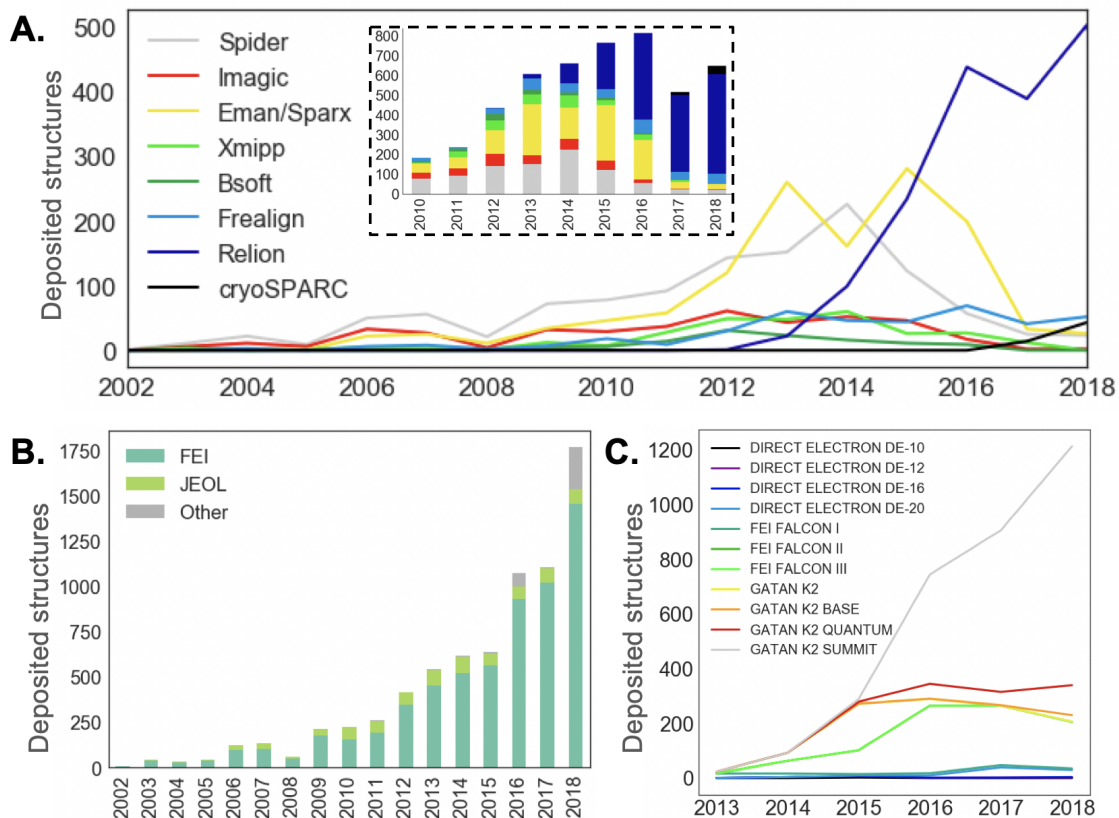 A.
Deposited structures
500
400
300
200
100
0
Spider
Imagic
Eman/Sparx
Xmipp
Bsoft
Frealign
Relion
cryoSPARC
800
700
600
500
400
300
200
100
0
2010
2011
2012
2013
2014
2015
2016
2017
2018
2002
2004
2006
2008
2010
2012
2014
2016
2018
B.
Deposited structures
1750
1500
1250
1000
750
500
250
0
FEI
JEOL
Other
2002
2003
2004
2005
2006
2007
2008
2009
2010
2011
2012
2013
2014
2015
2016
2017
2018
C.
Deposited structures
1200
1000
800
600
400
200
0
DIRECT ELECTRON DE-10
DIRECT ELECTRON DE-12
DIRECT ELECTRON DE-16
DIRECT ELECTRON DE-20
FEI FALCON I
FEI FALCON II
FEI FALCON III
GATAN K2
GATAN K2 BASE
GATAN K2 QUANTUM
GATAN K2 SUMMIT
2013
2014
2015
2016
2017
2018